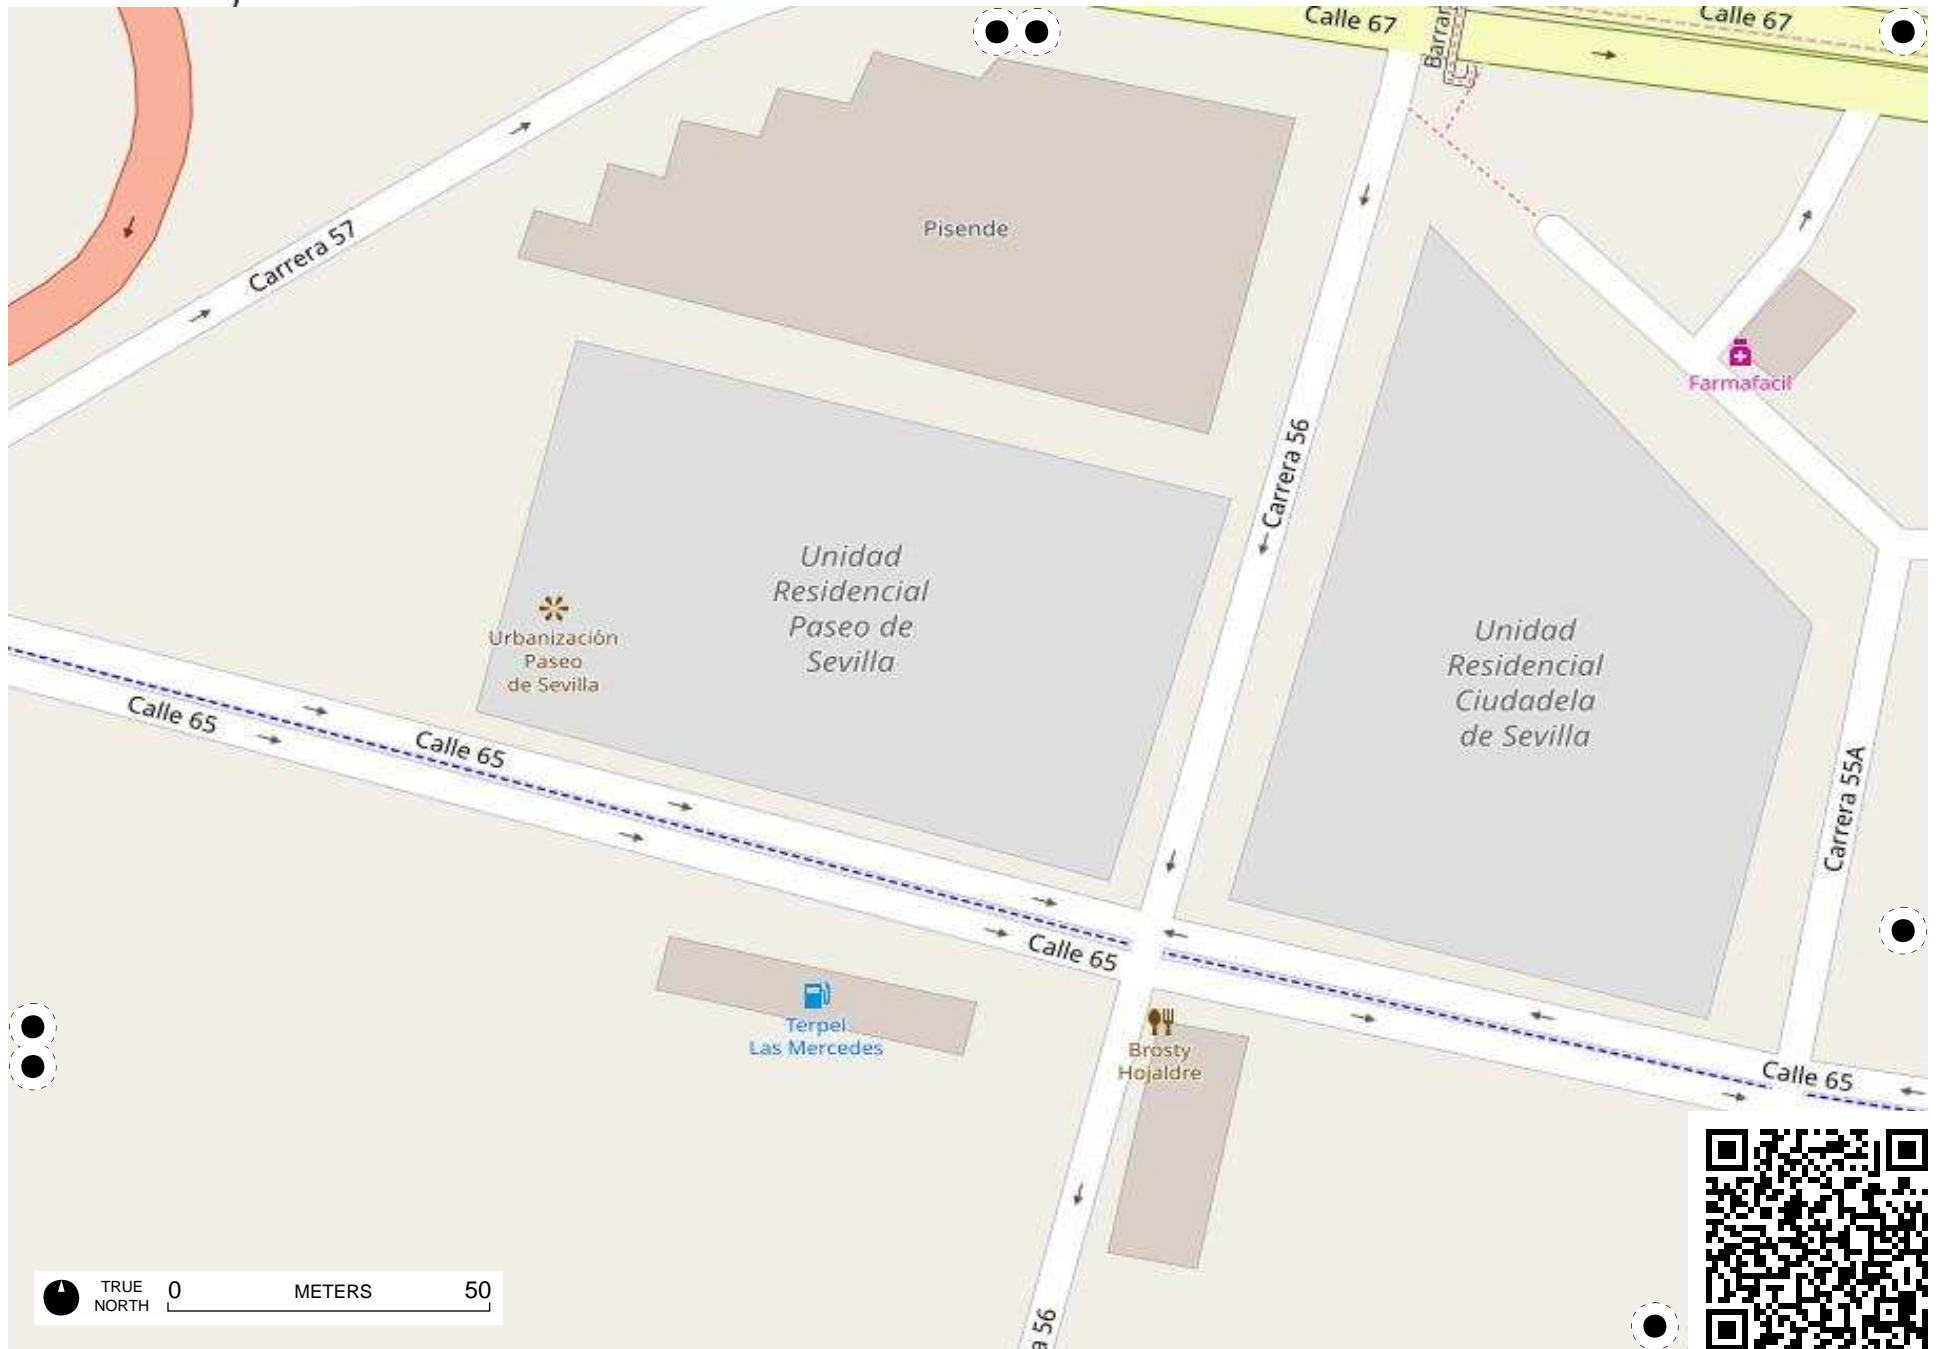 Calle 67
Calle 67
Barran
Carrera 57
Pisende
Farmafacil
Carrera 56
Unidad
Residencial
Paseo de
Sevilla
Urbanización
Paseo
de Sevilla
Unidad
Residencial
Ciudadela
de Sevilla
Calle 65
Calle 65
Carrera 55A
Calle 65
Terpel
Las Mercedes
Brosty
Hojaldre
Calle 65
TRUE
NORTH
0 METERS 50
a 56